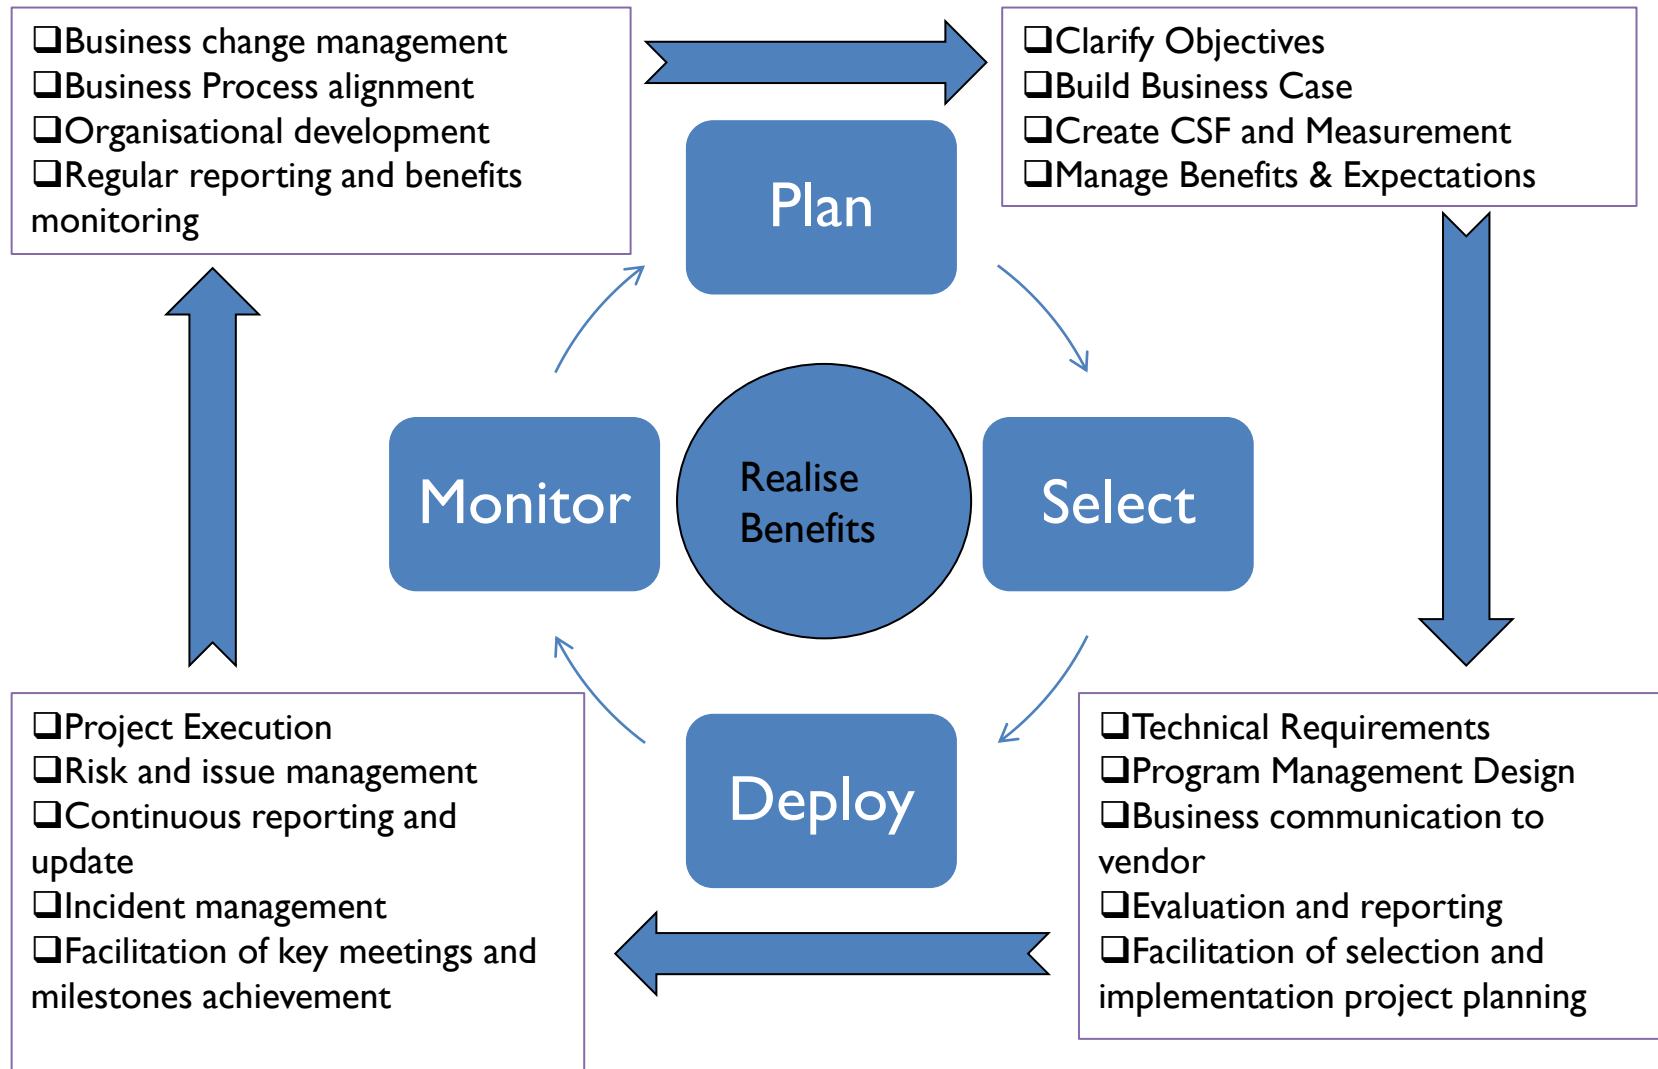 ❑Business change management
❑Business Process alignment
❑Organisational development
❑Regular reporting and benefits
monitoring
❑Clarify Objectives
❑Build Business Case
❑Create CSF and Measurement
❑Manage Benefits & Expectations
Plan
Monitor
Realise
Benefits
Select
Deploy
❑Project Execution
❑Risk and issue management
❑Continuous reporting and
update
❑Incident management
❑Facilitation of key meetings and
milestones achievement
❑Technical Requirements
❑Program Management Design
❑Business communication to
vendor
❑Evaluation and reporting
❑Facilitation of selection and
implementation project planning